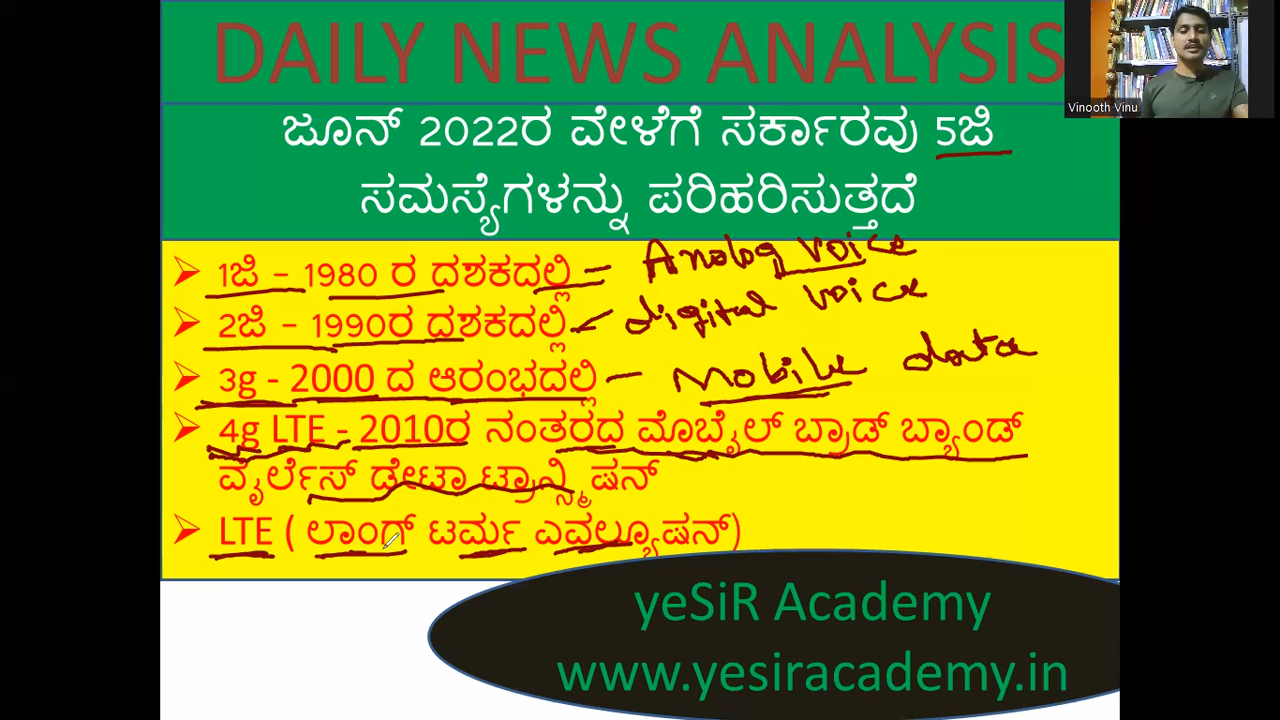 DAILY NEWS ANALYSIS
Vinooth Vinu
ಜೂನ್ 2022ರ ವೇಳೆಗೆ ಸರ್ಕಾರವು 5ಜಿ
ಸಮಸ್ಯೆಗಳನ್ನು ಪರಿಹರಿಸುತ್ತದೆ
1ಜಿ – 1980 ರ ದಶಕದಲ್ಲಿ – Analog voice
2ಜಿ – 1990ರ ದಶಕದಲ್ಲಿ – digital voice
3g - 2000 ದ ಆರಂಭದಲ್ಲಿ – Mobile data
4g LTE - 2010ರ ನಂತರದ ಮೊಬೈಲ್ ಬ್ರಾಡ್ ಬ್ಯಾಂಡ್
ವೈರ್ಲೆಸ್ ಡೇಟಾ ಟ್ರಾನ್ಸ್ಮಿಷನ್
LTE ( ಲಾಂಗ್ ಟರ್ಮ ಎವಲ್ಯೂಷನ್)
yeSiR Academy
www.yesiracademy.in